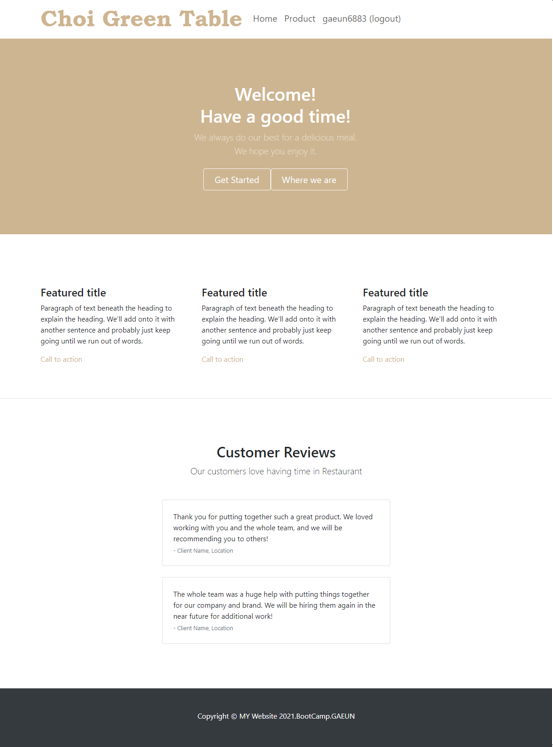 Choi Green Table
Home Product gaeun6883 (logout)
Welcome!
Have a good time!
We always do our best for a delicious meal.
We hope you enjoy it.
Get Started
Where we are
Featured title
Paragraph of text beneath the heading to
explain the heading. We'll add onto it with
another sentence and probably just keep
going until we run out of words.
Call to action
Featured title
Paragraph of text beneath the heading to
explain the heading. We'll add onto it with
another sentence and probably just keep
going until we run out of words.
Call to action
Featured title
Paragraph of text beneath the heading to
explain the heading. We'll add onto it with
another sentence and probably just keep
going until we run out of words.
Call to action
Customer Reviews
Our customers love having time in Restaurant
Thank you for putting together such a great product. We loved
working with you and the whole team, and we will be
recommending you to others!
- Client Name, Location
The whole team was a huge help with putting things together
for our company and brand. We will be hiring them again in the
near future for additional work!
- Client Name, Location
Copyright © MY Website 2021.BootCamp.GAEUN